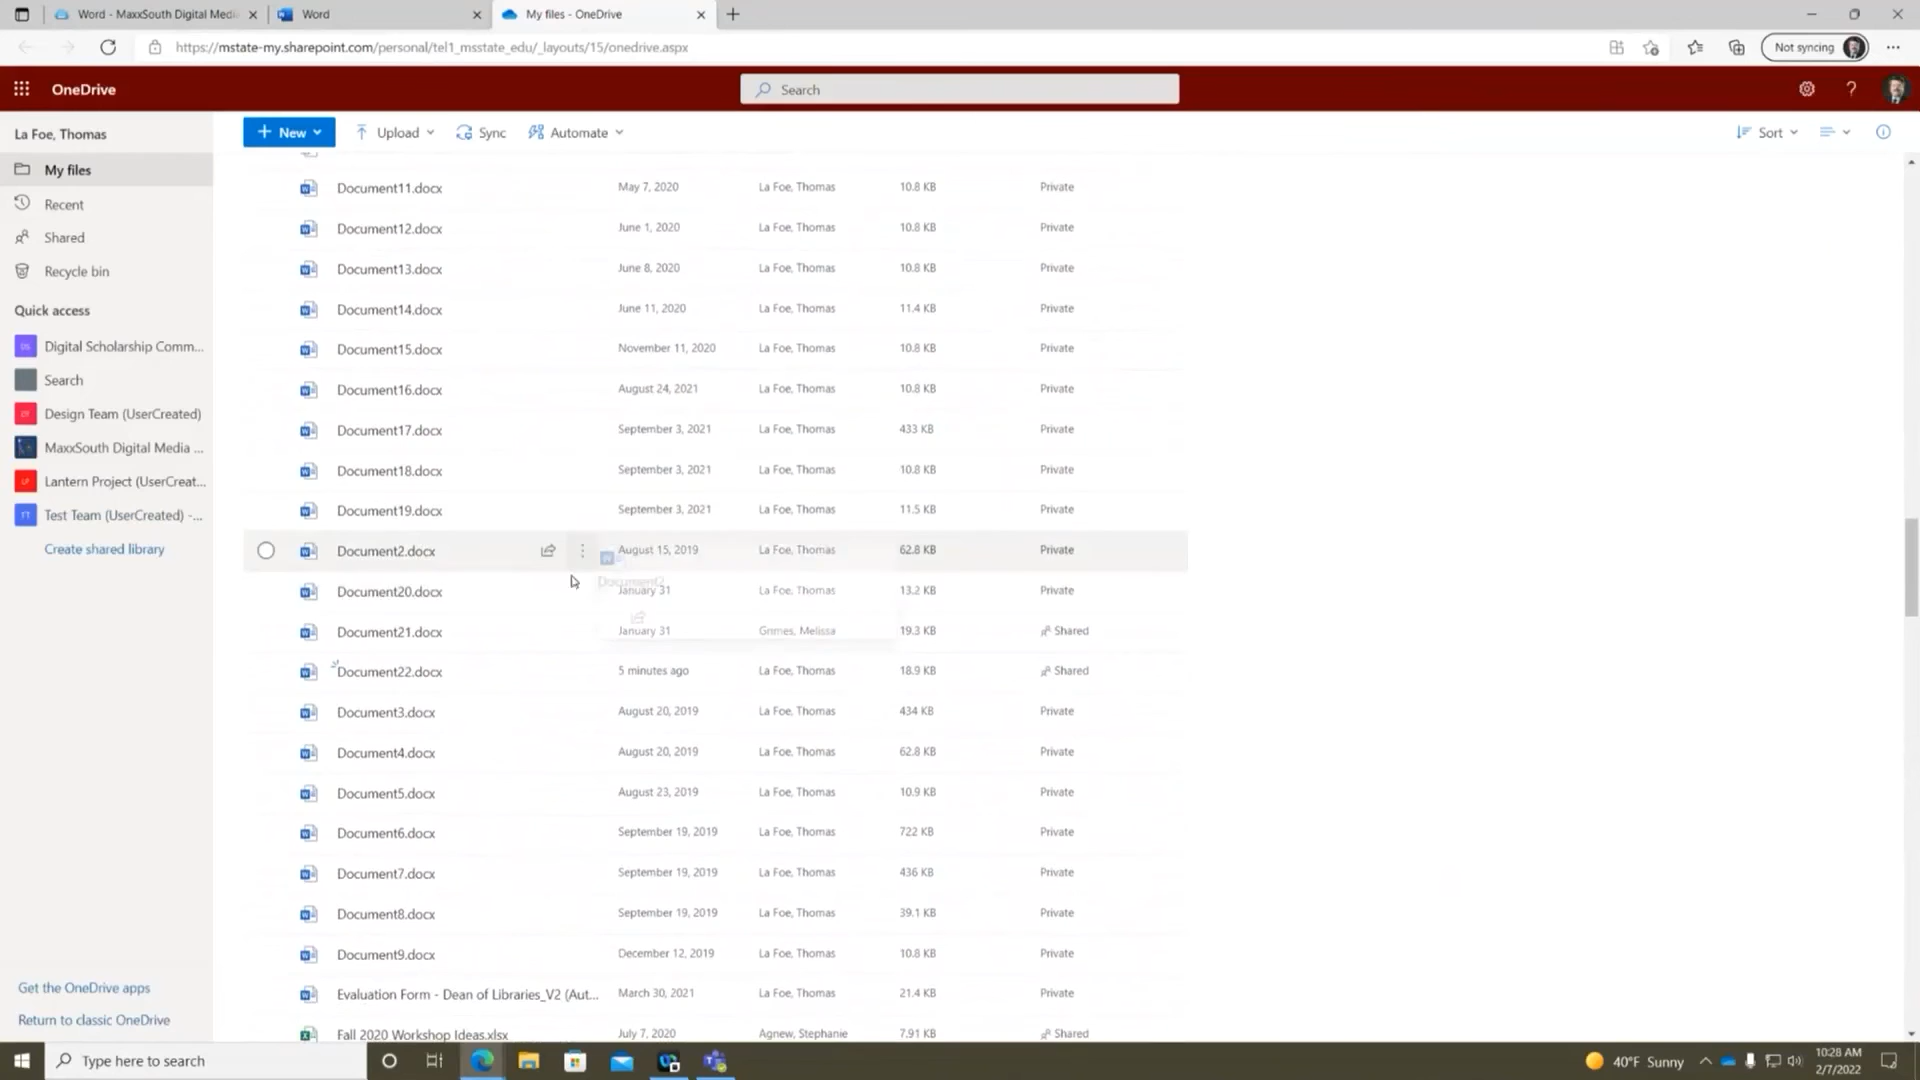 Word - MaxxSouth Digital Medi
Word
My files - OneDrive
https://mstate-my.sharepoint.com/personal/tel1_msstate_edu/_layouts/15/onedrive.aspx
Not syncing
OneDrive
Search
La Foe, Thomas
New
Upload
Sync
Automate
Sort
My files
Recent
Shared
Recycle bin
Quick access
Digital Scholarship Comm...
Search
Design Team (UserCreated)
MaxxSouth Digital Media ...
Lantern Project (UserCreat...
TT
Test Team (UserCreated) -...
Create shared library
Get the OneDrive apps
Return to classic OneDrive
Document11.docx May 7, 2020 La Foe, Thomas 10.8 KB Private
Document12.docx June 1, 2020 La Foe, Thomas 10.8 KB Private
Document13.docx June 8, 2020 La Foe, Thomas 10.8 KB Private
Document14.docx June 11, 2020 La Foe, Thomas 11.4 KB Private
Document15.docx November 11, 2020 La Foe, Thomas 10.8 KB Private
Document16.docx August 24, 2021 La Foe, Thomas 10.8 KB Private
Document17.docx September 3, 2021 La Foe, Thomas 433 KB Private
Document18.docx September 3, 2021 La Foe, Thomas 10.8 KB Private
Document19.docx September 3, 2021 La Foe, Thomas 11.5 KB Private
Document2.docx August 15, 2019 La Foe, Thomas 62.8 KB Private
Document2
Document20.docx January 31 La Foe, Thomas 13.2 KB Private
Document21.docx January 31 Grimes, Melissa 19.3 KB Shared
Document22.docx 5 minutes ago La Foe, Thomas 18.9 KB Shared
Document3.docx August 20, 2019 La Foe, Thomas 434 KB Private
Document4.docx August 20, 2019 La Foe, Thomas 62.8 KB Private
Document5.docx August 23, 2019 La Foe, Thomas 10.9 KB Private
Document6.docx September 19, 2019 La Foe, Thomas 722 KB Private
Document7.docx September 19, 2019 La Foe, Thomas 436 KB Private
Document8.docx September 19, 2019 La Foe, Thomas 39.1 KB Private
Document9.docx December 12, 2019 La Foe, Thomas 10.8 KB Private
Evaluation Form - Dean of Libraries_V2 (Aut... March 30, 2021 La Foe, Thomas 21.4 KB Private
Fall 2020 Workshop Ideas.xlsx July 7, 2020 Agnew, Stephanie 7.91 KB Shared
Type here to search
40°F Sunny
10:28 AM
2/7/2022